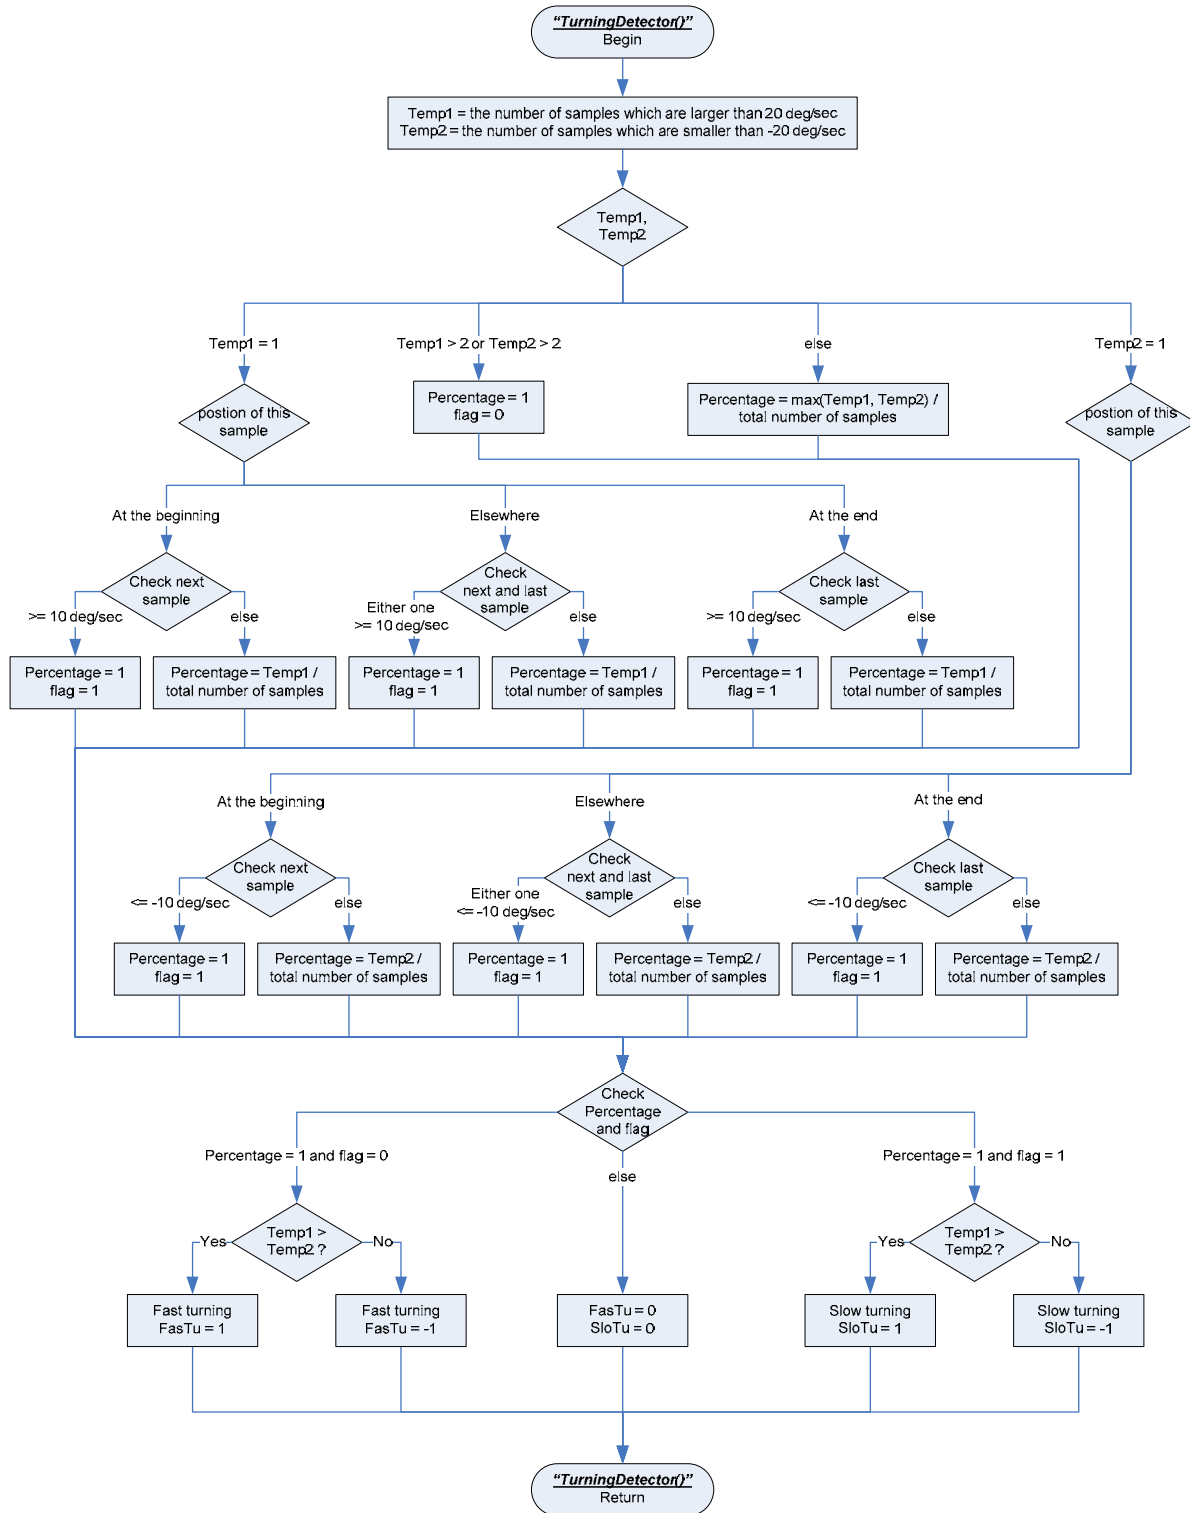 "TurningDetector()"
Begin
Temp1 = the number of samples which are larger than 20 deg/sec
Temp2 = the number of samples which are smaller than -20 deg/sec
Temp1,
Temp2
Temp1 = 1
Temp1 > 2 or Temp2 > 2
else
Temp2 = 1
postion of this
sample
Percentage = 1
flag = 0
Percentage = max(Temp1, Temp2) /
total number of samples
postion of this
sample
At the beginning
Elsewhere
At the end
Check next
sample
Check
next and last
sample
Check last
sample
>= 10 deg/sec
else
Either one
>= 10 deg/sec
else
>= 10 deg/sec
else
Percentage = 1
flag = 1
Percentage = Temp1 /
total number of samples
Percentage = 1
flag = 1
Percentage = Temp1 /
total number of samples
Percentage = 1
flag = 1
Percentage = Temp1 /
total number of samples
At the beginning
Elsewhere
At the end
Check next
sample
Check
next and last
sample
Check last
sample
<= -10 deg/sec
else
Either one
<= -10 deg/sec
else
<= -10 deg/sec
else
Percentage = 1
flag = 1
Percentage = Temp2 /
total number of samples
Percentage = 1
flag = 1
Percentage = Temp2 /
total number of samples
Percentage = 1
flag = 1
Percentage = Temp2 /
total number of samples
Check
Percentage
and flag
Percentage = 1 and flag = 0
else
Percentage = 1 and flag = 1
Temp1 >
Temp2 ?
Yes
No
Temp1 >
Temp2 ?
Yes
No
Fast turning
FasTu = 1
Fast turning
FasTu = -1
FasTu = 0
SloTu = 0
Slow turning
SloTu = 1
Slow turning
SloTu = -1
"TurningDetector()"
Return